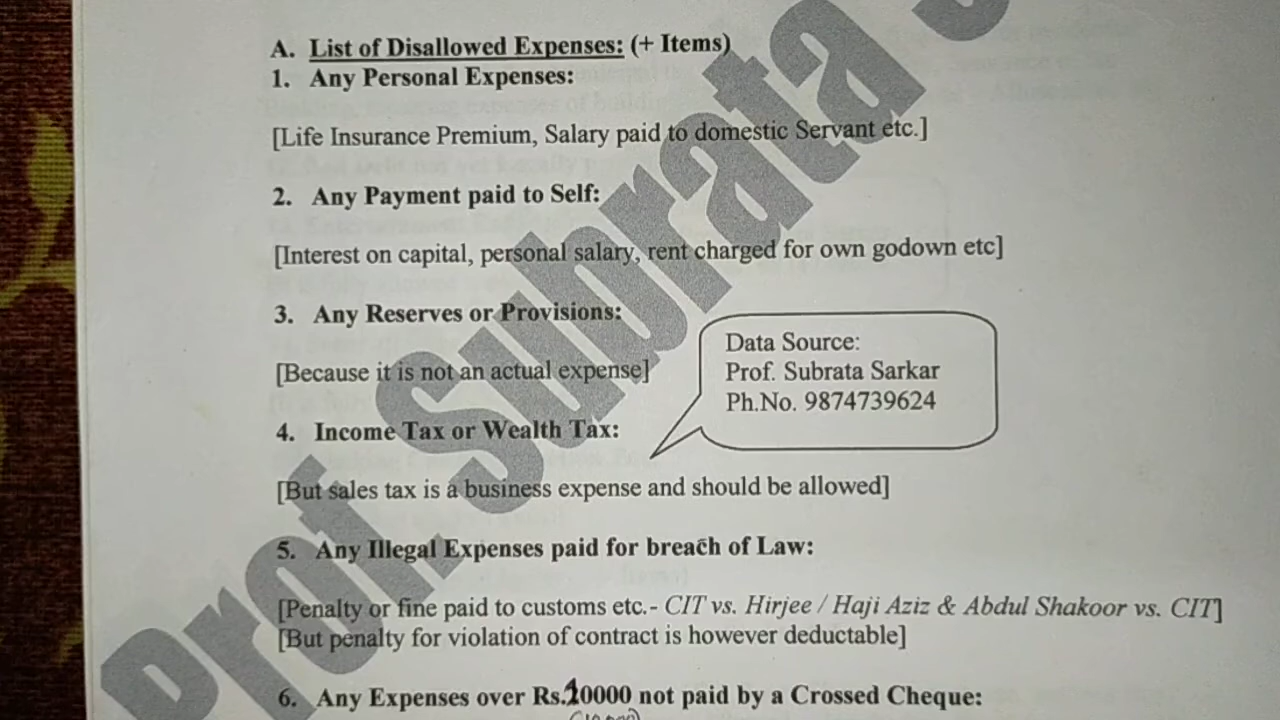 A. List of Disallowed Expenses: (+ Items)
1. Any Personal Expenses:
[Life Insurance Premium, Salary paid to domestic Servant etc.]
2. Any Payment paid to Self:
[Interest on capital, personal salary, rent charged for own godown etc]
3. Any Reserves or Provisions:
[Because it is not an actual expense]
Data Source:
Prof. Subrata Sarkar
Ph.No. 9874739624
4. Income Tax or Wealth Tax:
[But sales tax is a business expense and should be allowed]
5. Any Illegal Expenses paid for breach of Law:
[Penalty or fine paid to customs etc.- CIT vs. Hirjee / Haji Aziz & Abdul Shakoor vs. CIT]
[But penalty for violation of contract is however deductable]
6. Any Expenses over Rs.10000 not paid by a Crossed Cheque:
Prof. Subrata S